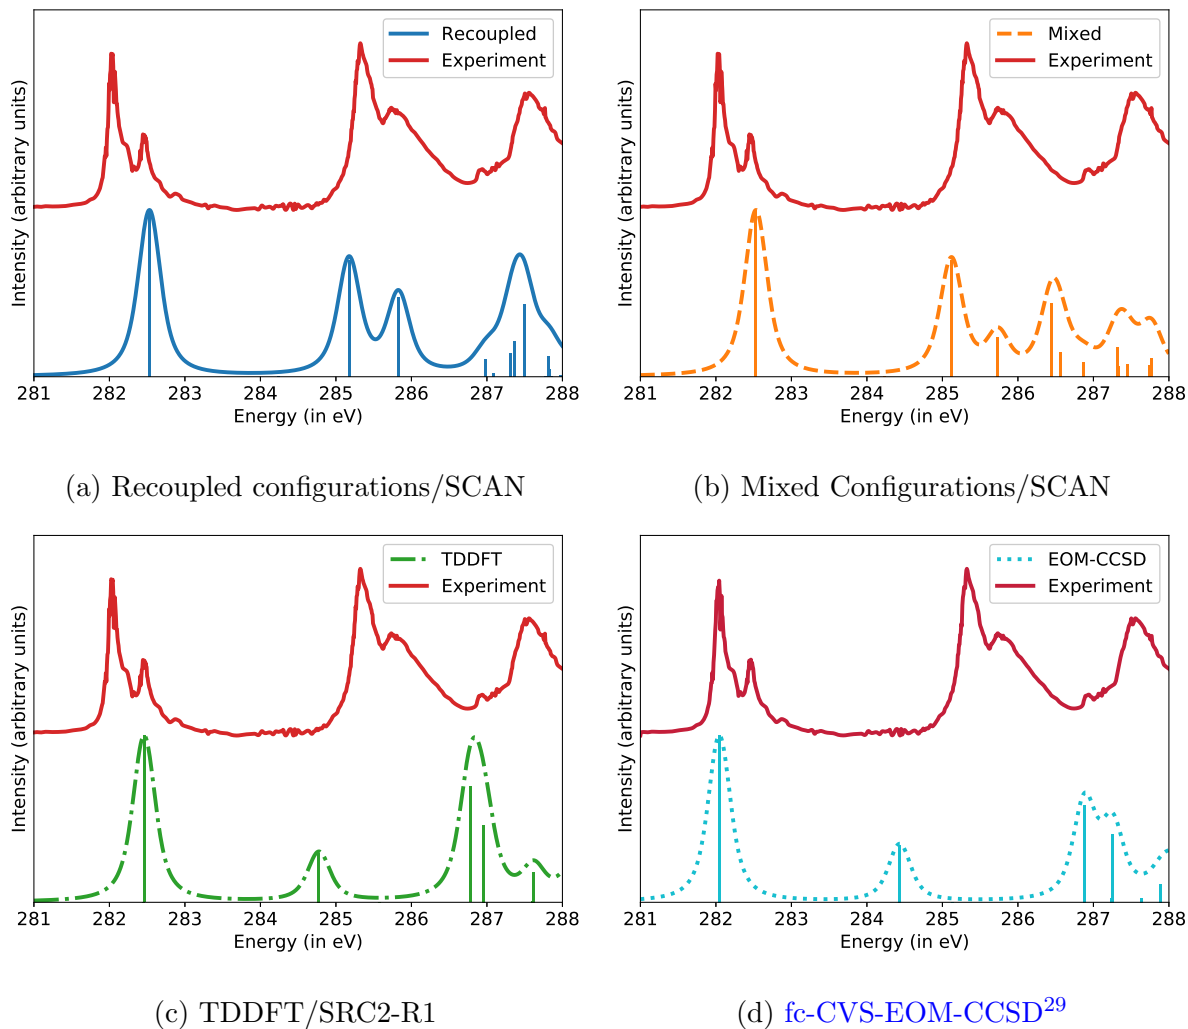 Recoupled
Experiment
Intensity (arbitrary units)
281 282 283 284 285 286 287 288
Energy (in eV)
(a) Recoupled configurations/SCAN
Mixed
Experiment
Intensity (arbitrary units)
281 282 283 284 285 286 287 288
Energy (in eV)
(b) Mixed Configurations/SCAN
TDDFT
Experiment
Intensity (arbitrary units)
281 282 283 284 285 286 287 288
Energy (in eV)
(c) TDDFT/SRC2-R1
EOM-CCSD
Experiment
Intensity (arbitrary units)
281 282 283 284 285 286 287 288
Energy (in eV)
(d) fc-CVS-EOM-CCSD29